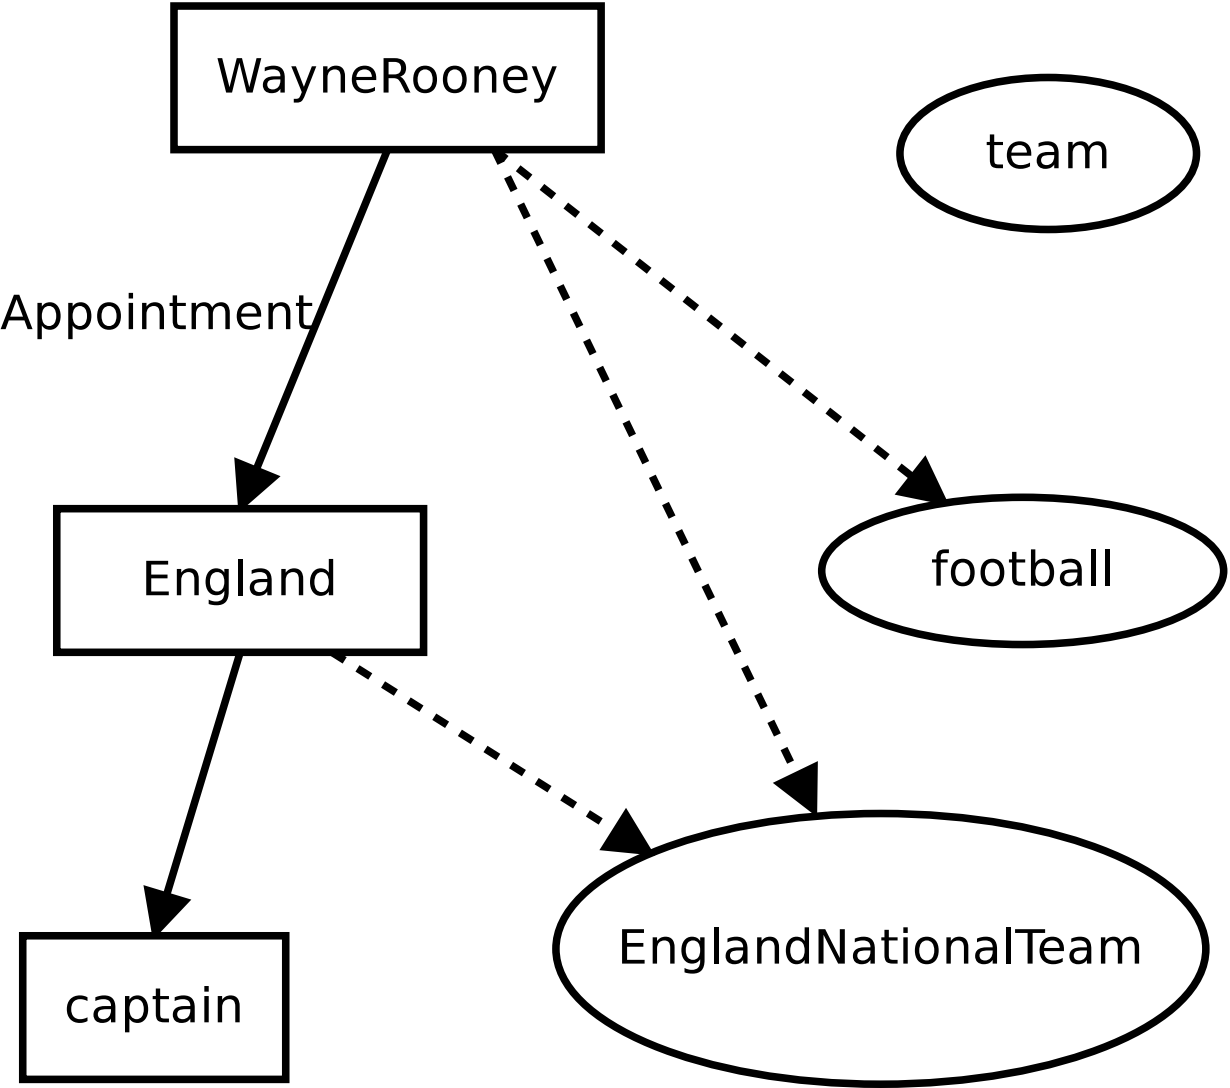 WayneRooney
team
Appointment
England
football
EnglandNationalTeam
captain